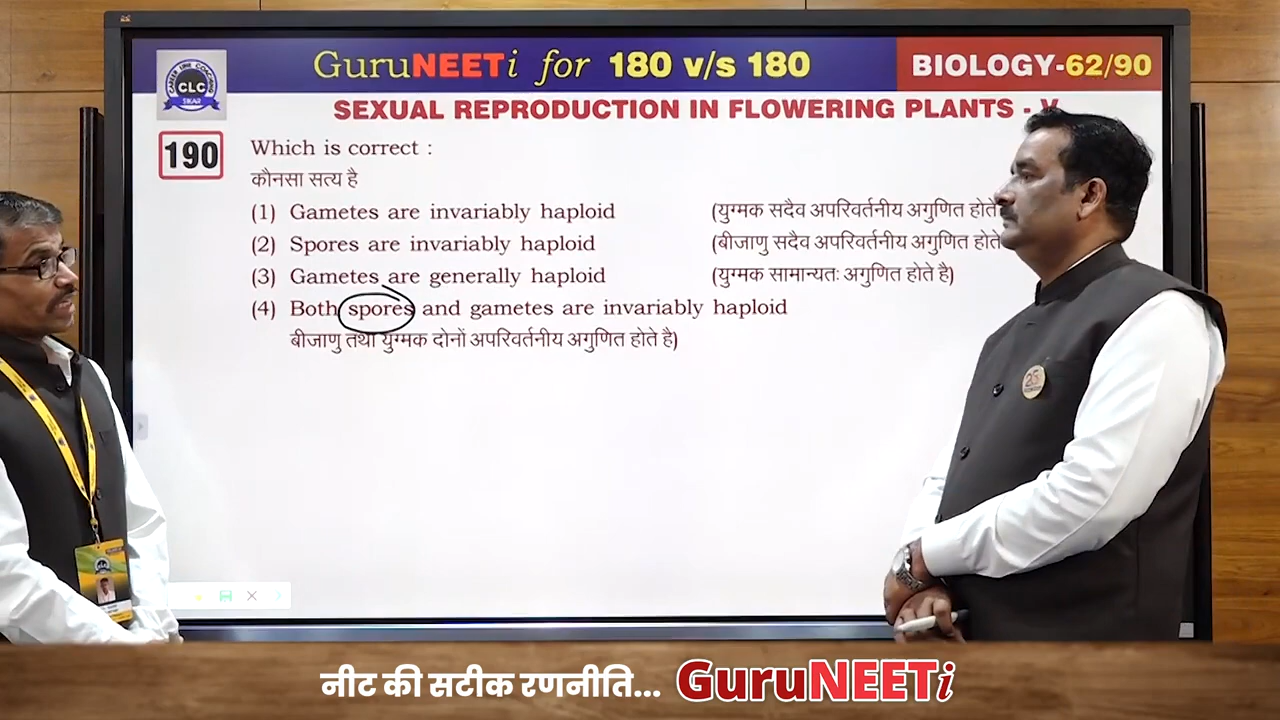 GuruNEETi for 180 v/s 180
BIOLOGY-62/90
CLC
SIKAR
SEXUAL REPRODUCTION IN FLOWERING PLANTS - V
190
Which is correct :
कौनसा सत्य है
(1) Gametes are invariably haploid (युग्मक सदैव अपरिवर्तनीय अगुणित होते
(2) Spores are invariably haploid (बीजाणु सदैव अपरिवर्तनीय अगुणित होते
(3) Gametes are generally haploid (युग्मक सामान्यतः अगुणित होते है)
(4) Both spores and gametes are invariably haploid
बीजाणु तथा युग्मक दोनों अपरिवर्तनीय अगुणित होते है)
नीट की सटीक रणनीति... GuruNEETi